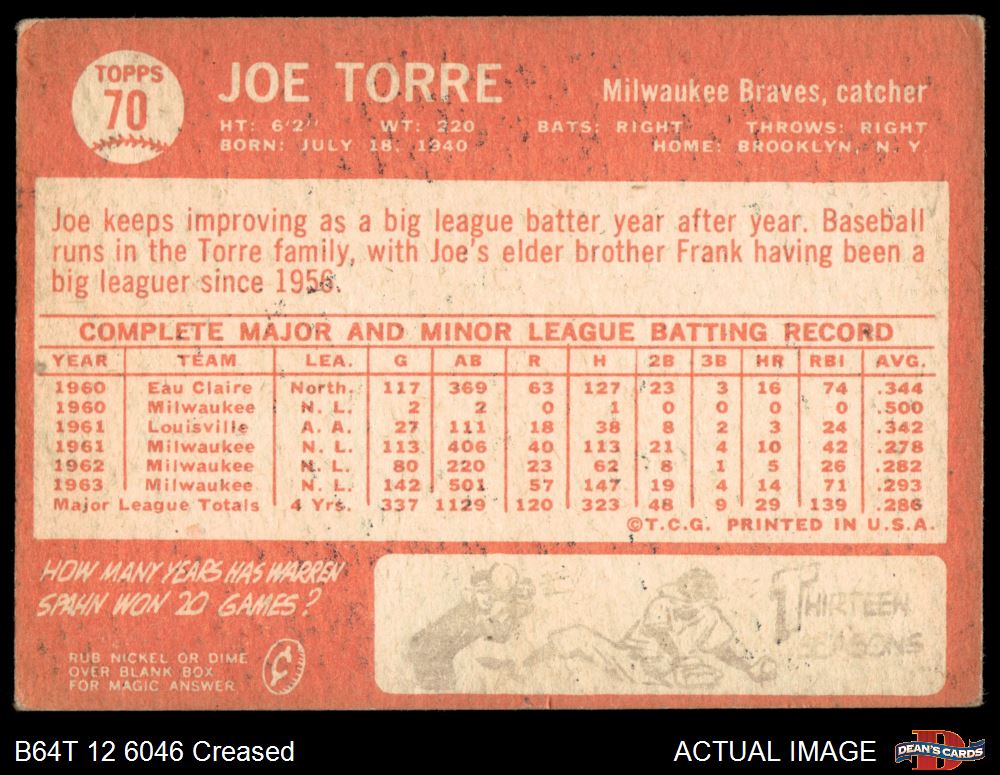 TOPPS
70
JOE TORRE
Milwaukee Braves, catcher
HT: 6'2" WT: 220 BATS: RIGHT THROWS: RIGHT
BORN: JULY 18, 1940 HOME: BROOKLYN, N. Y.
Joe keeps improving as a big league batter year after year. Baseball
runs in the Torre family, with Joe's elder brother Frank having been a
big leaguer since 1956.
COMPLETE MAJOR AND MINOR LEAGUE BATTING RECORD
YEAR TEAM LEA. G AB R H 2B 3B HR RBI AVG.
1960 Eau Claire North. 117 369 63 127 23 3 16 74 .344
1960 Milwaukee N. L. 2 2 0 1 0 0 0 0 .500
1961 Louisville A. A. 27 111 18 38 8 2 3 24 .342
1961 Milwaukee N. L. 113 406 40 113 21 4 10 42 .278
1962 Milwaukee N. L. 80 220 23 62 8 1 5 26 .282
1963 Milwaukee N. L. 142 501 57 147 19 4 14 71 .293
Major League Totals 4 Yrs. 337 1129 120 323 48 9 29 139 .286
©T.C.G. PRINTED IN U.S.A.
HOW MANY YEARS HAS WARREN
SPAHN WON 20 GAMES?
RUB NICKEL OR DIME
OVER BLANK BOX
FOR MAGIC ANSWER
THIRTEEN
SEASONS
B64T 12 6046 Creased
ACTUAL IMAGE
DEAN'S CARDS